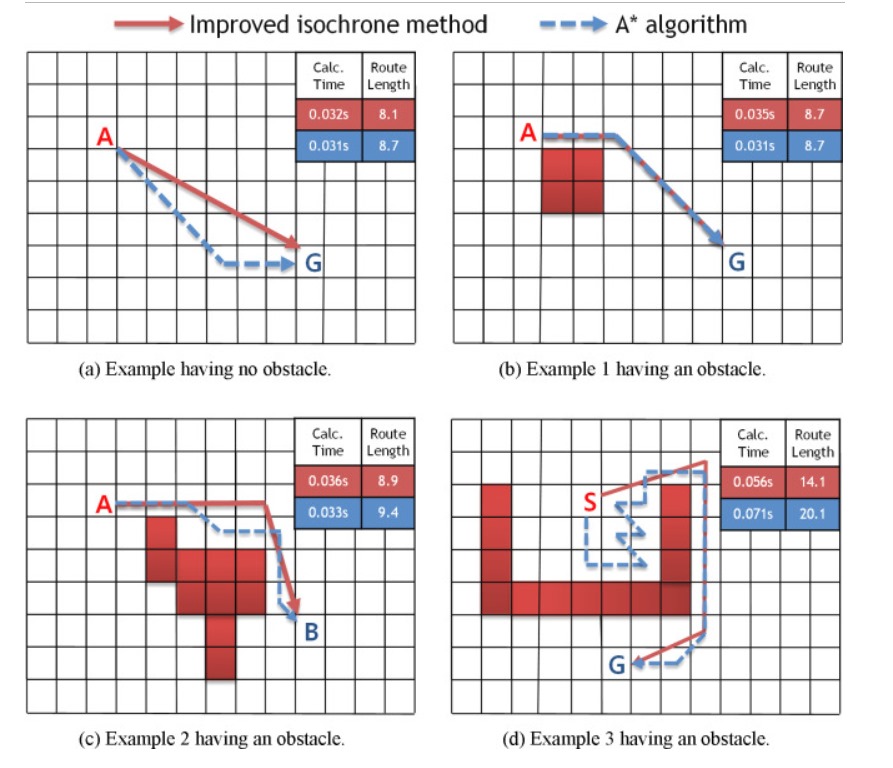 Improved isochrone method
A* algorithm
Calc. Time
Route Length
0.032s
8.1
0.031s
8.7
A
G
(a) Example having no obstacle.
Calc. Time
Route Length
0.035s
8.7
0.031s
8.7
A
G
(b) Example 1 having an obstacle.
Calc. Time
Route Length
0.036s
8.9
0.033s
9.4
A
B
(c) Example 2 having an obstacle.
Calc. Time
Route Length
0.056s
14.1
0.071s
20.1
S
G
(d) Example 3 having an obstacle.